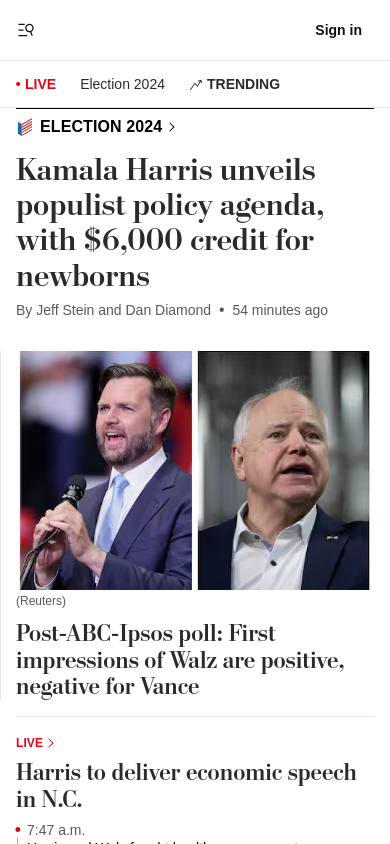 Sign in
LIVE
Election 2024
TRENDING
ELECTION 2024
Kamala Harris unveils
populist policy agenda,
with $6,000 credit for
newborns
By Jeff Stein and Dan Diamond • 54 minutes ago
(Reuters)
Post-ABC-Ipsos poll: First
impressions of Walz are positive,
negative for Vance
LIVE
Harris to deliver economic speech
in N.C.
7:47 a.m.